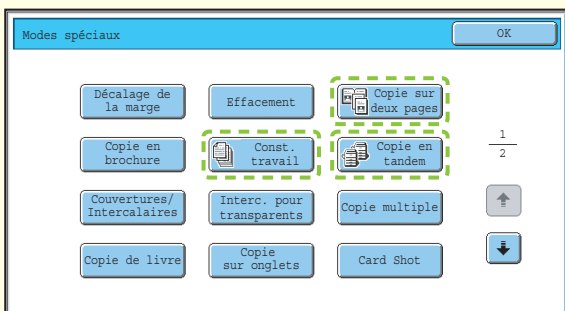 Modes spéciaux
OK
Décalage de
la marge
Effacement
Copie sur
deux pages
Copie en
brochure
Const.
travail
Copie en
tandem
1
2
Couvertures/
Intercalaires
Interc. pour
transparents
Copie multiple
Copie de livre
Copie
sur onglets
Card Shot